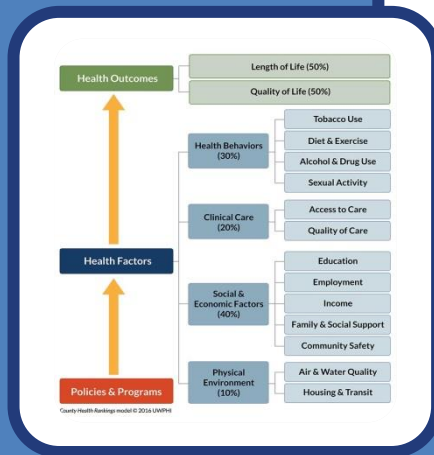 Health Outcomes
Length of Life (50%)
Quality of Life (50%)
Health Factors
Health Behaviors
(30%)
Tobacco Use
Diet & Exercise
Alcohol & Drug Use
Sexual Activity
Clinical Care
(20%)
Access to Care
Quality of Care
Social &
Economic Factors
(40%)
Education
Employment
Income
Family & Social Support
Community Safety
Physical
Environment
(10%)
Air & Water Quality
Housing & Transit
Policies & Programs
County Health Rankings model © 2016 UWPHI